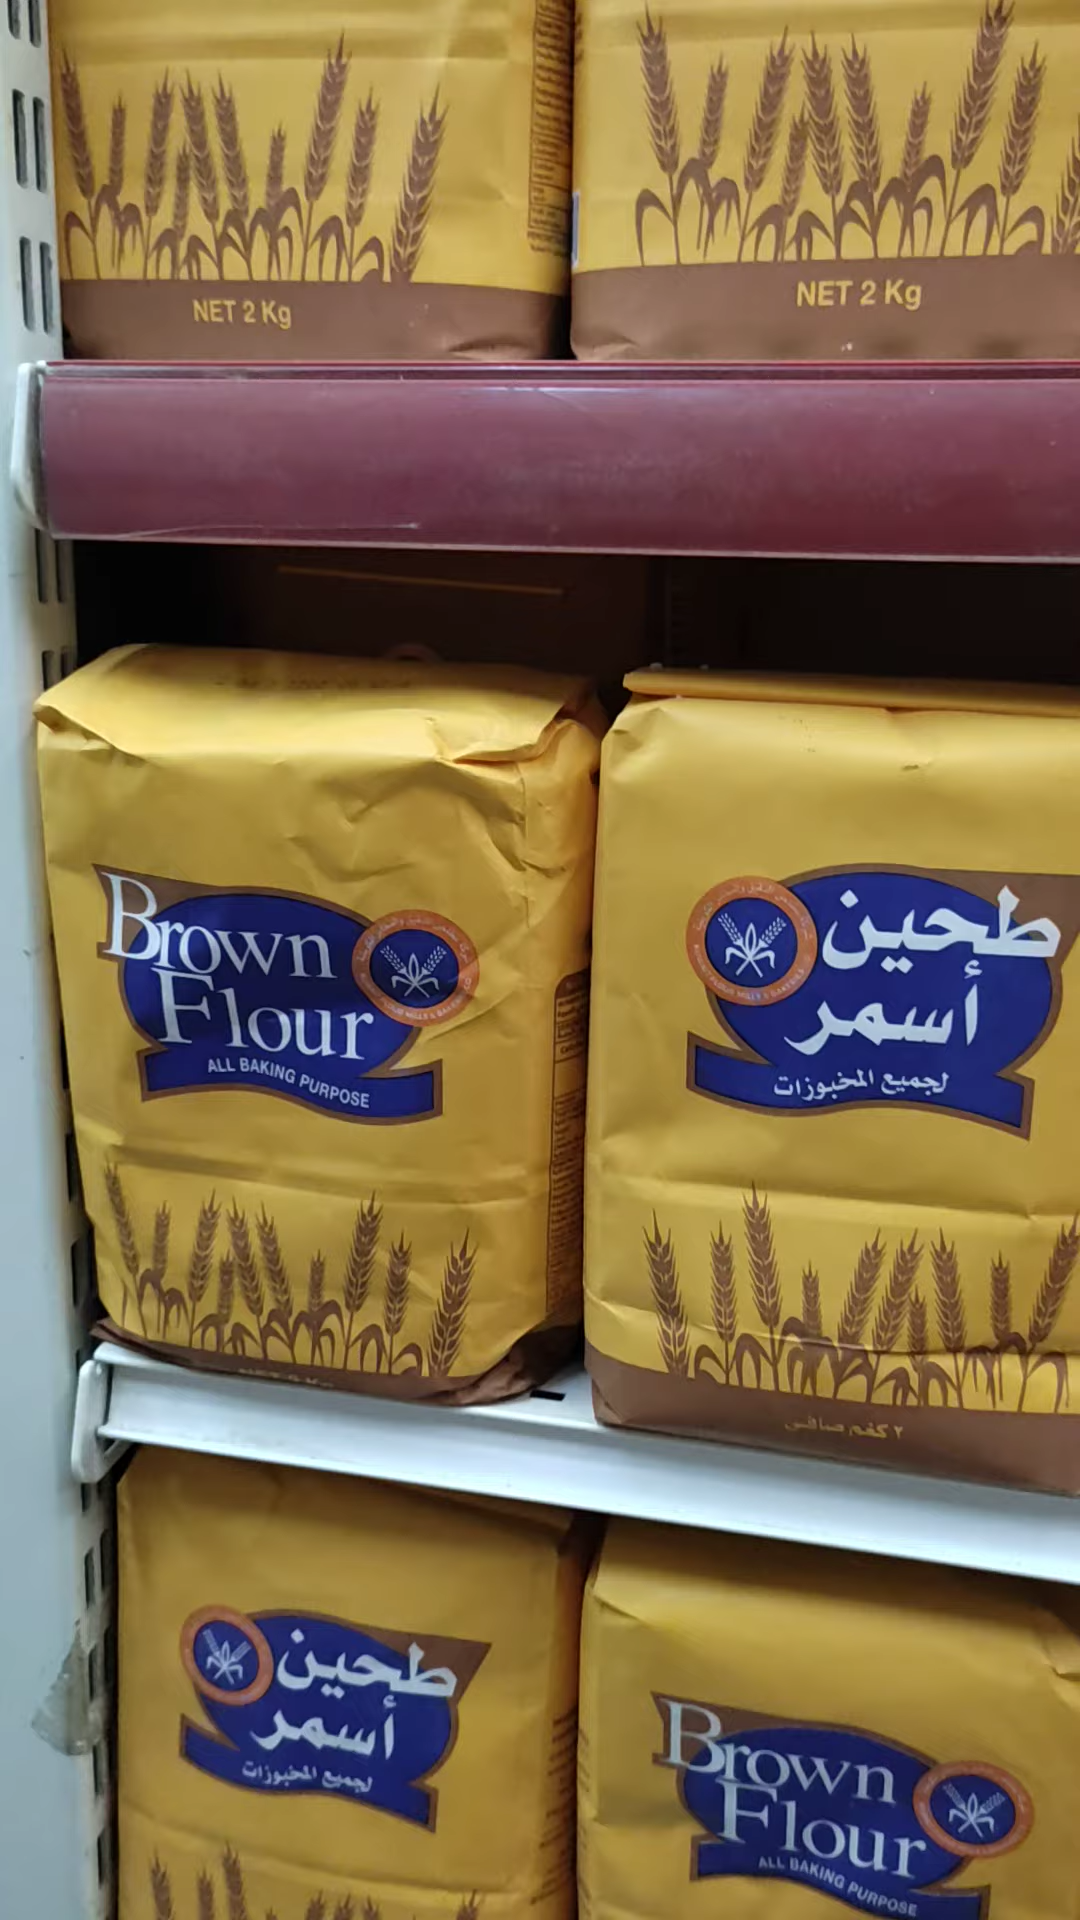 NET 2 Kg
NET 2 Kg
Brown
Flour
ALL BAKING PURPOSE
طحين
أسمر
لجميع المخبوزات
٢ كغم صافي
طحين
أسمر
لجميع المخبوزات
Brown
Flour
ALL BAKING PURPOSE